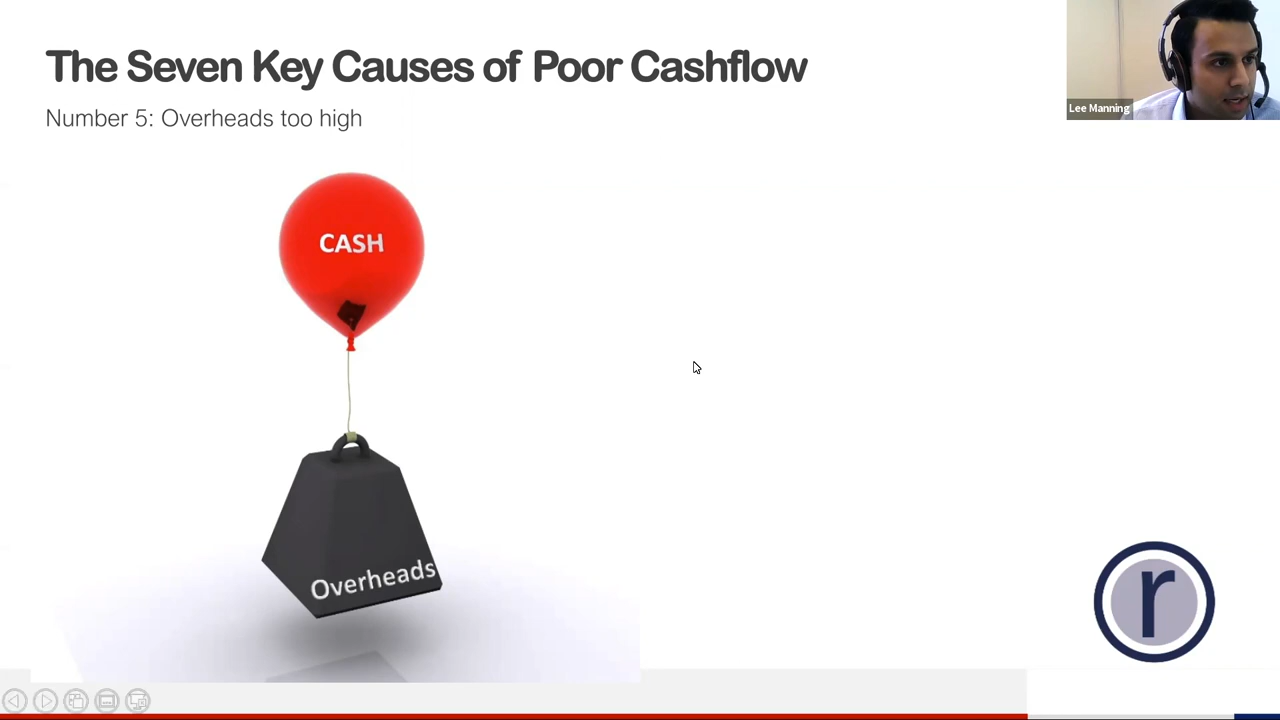 The Seven Key Causes of Poor Cashflow
Number 5: Overheads too high
Lee Manning
CASH
Overheads
r